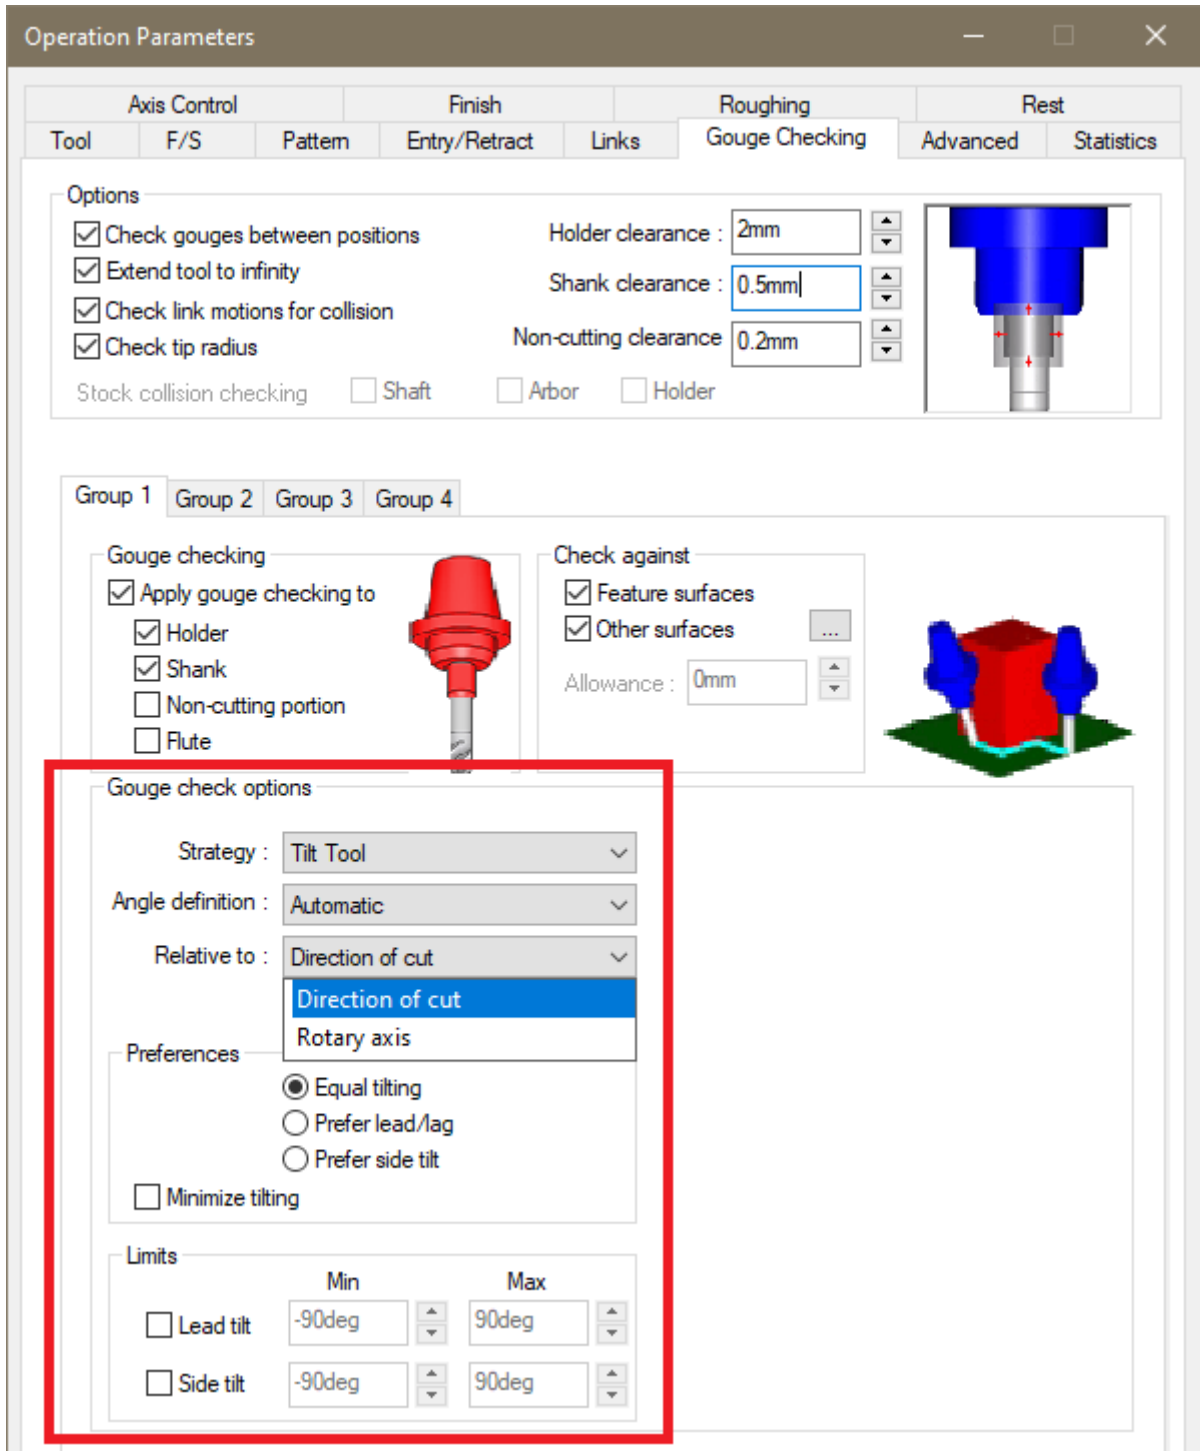 Operation Parameters
Axis Control Finish Roughing Rest
Tool F/S Pattern Entry/Retract Links Gouge Checking Advanced Statistics
Options
Check gouges between positions Holder clearance : 2mm
Extend tool to infinity Shank clearance : 0.5mm
Check link motions for collision
Check tip radius Non-cutting clearance 0.2mm
Stock collision checking Shaft Arbor Holder
Group 1 Group 2 Group 3 Group 4
Gouge checking Check against
Apply gouge checking to Feature surfaces
Holder Other surfaces ...
Shank Allowance : 0mm
Non-cutting portion
Flute
Gouge check options
Strategy : Tilt Tool
Angle definition : Automatic
Relative to : Direction of cut
Direction of cut
Rotary axis
Preferences
Equal tilting
Prefer lead/lag
Prefer side tilt
Minimize tilting
Limits
Min Max
Lead tilt -90deg 90deg
Side tilt -90deg 90deg